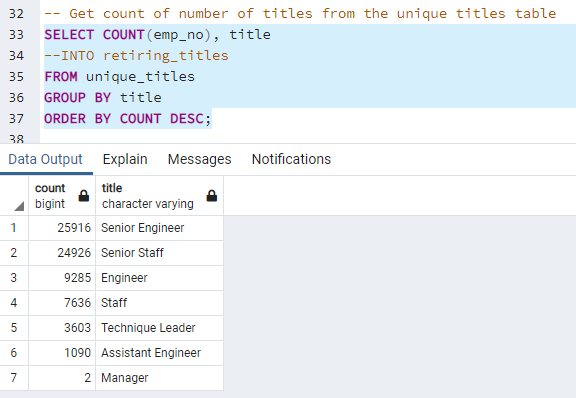 32 -- Get count of number of titles from the unique titles table
33 SELECT COUNT(emp_no), title
34 --INTO retiring_titles
35 FROM unique_titles
36 GROUP BY title
37 ORDER BY COUNT DESC;
38
Data Output Explain Messages Notifications
count title
bigint character varying
1 25916 Senior Engineer
2 24926 Senior Staff
3 9285 Engineer
4 7636 Staff
5 3603 Technique Leader
6 1090 Assistant Engineer
7 2 Manager